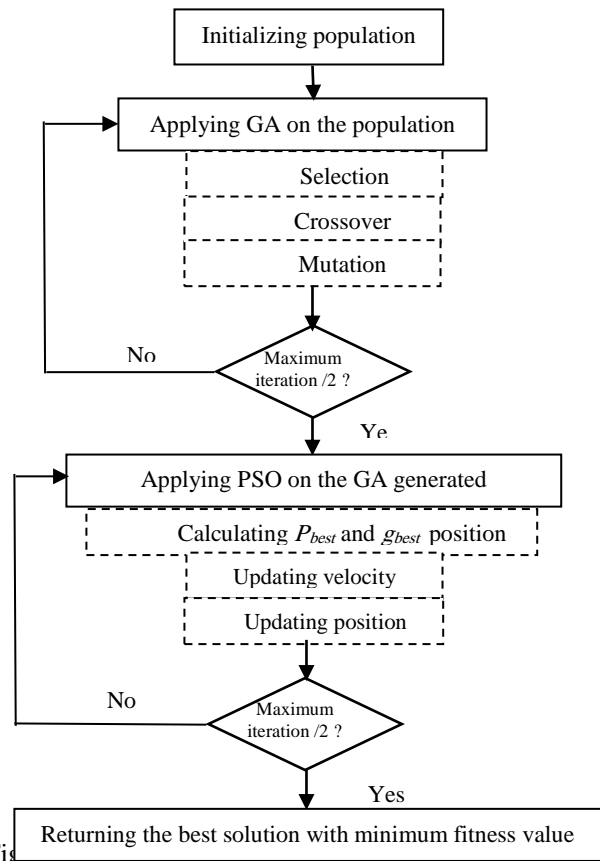 Initializing population
Applying GA on the population
Selection
Crossover
Mutation
No
Maximum
iteration /2 ?
Ye
Applying PSO on the GA generated
Calculating Pbest and gbest position
Updating velocity
Updating position
No
Maximum
iteration /2 ?
Yes
Returning the best solution with minimum fitness value